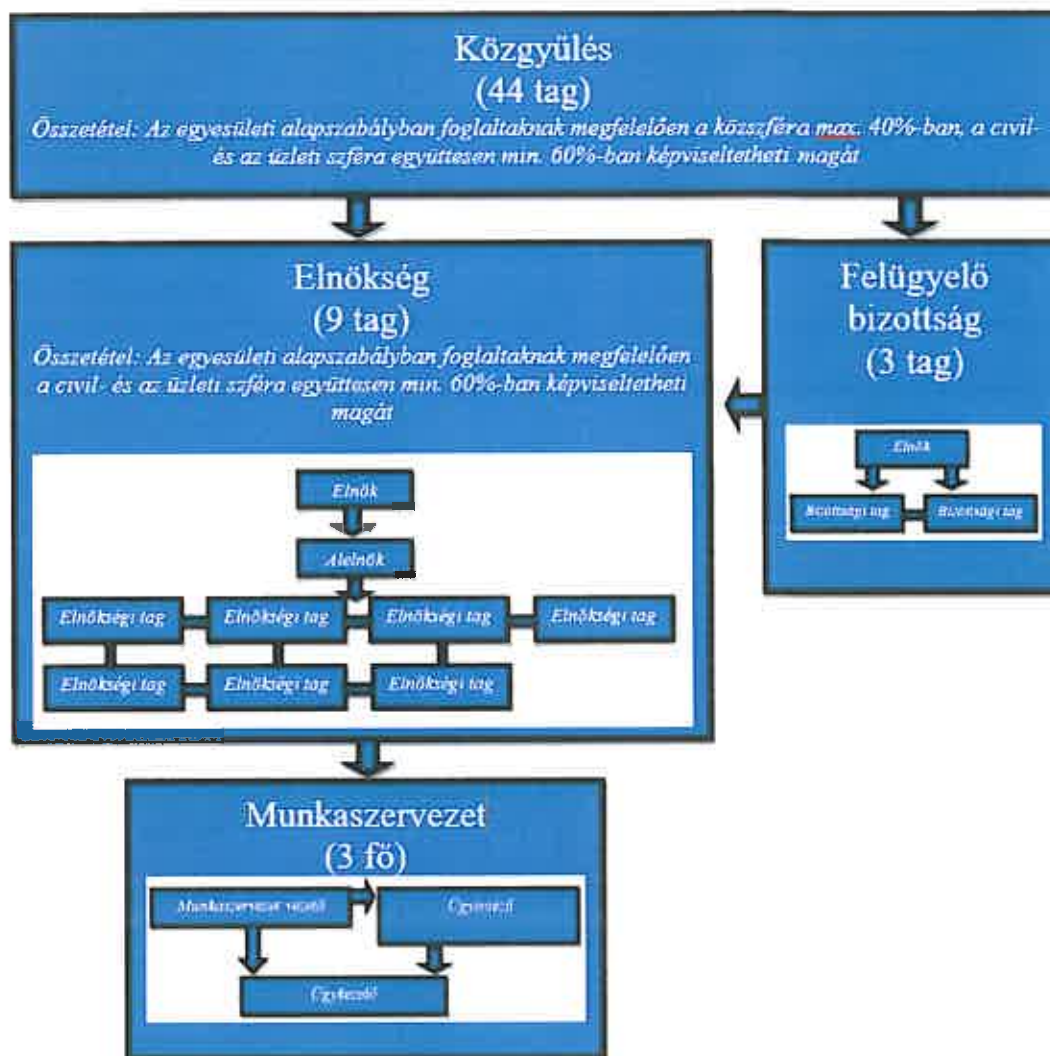 Közgyülés
(44 tag)
Összetétel: Az egyesületi alapszabályban foglaltaknak megfelelően a közszféra max. 40%-ban, a civil-
és az üzleti szféra együttesen min. 60%-ban képviseltetheti magát
Elnökség
(9 tag)
Összetétel: Az egyesületi alapszabályban foglaltaknak megfelelően
a civil- és az üzleti szféra együttesen min. 60%-ban képviseltetheti
magát
Elnök
Alelnök
Elnökségi tag Elnökségi tag Elnökségi tag Elnökségi tag
Elnökségi tag Elnökségi tag Elnökségi tag
Felügyelő
bizottság
(3 tag)
Elnök
Bizottsági tag Bizottsági tag
Munkaszervezet
(3 fő)
Munkaszervezet vezető